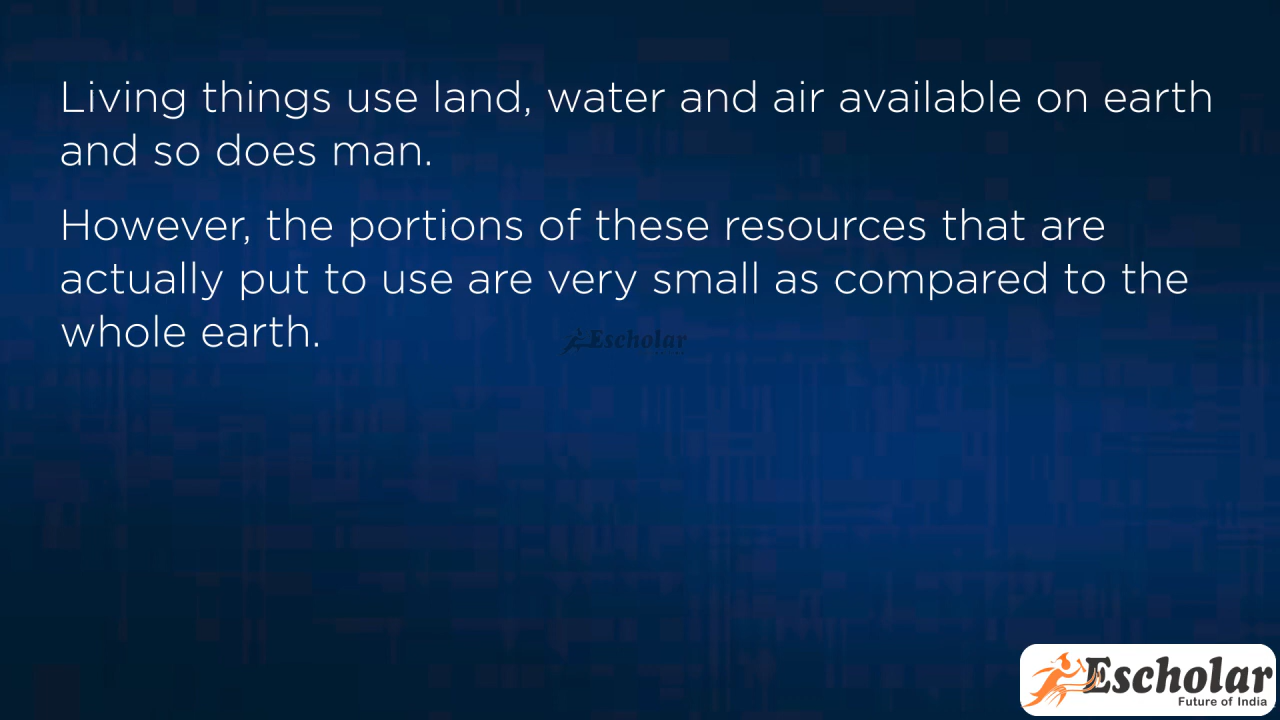 Living things use land, water and air available on earth
and so does man.
However, the portions of these resources that are
actually put to use are very small as compared to the
whole earth.
Escholar
Escholar
Future of India